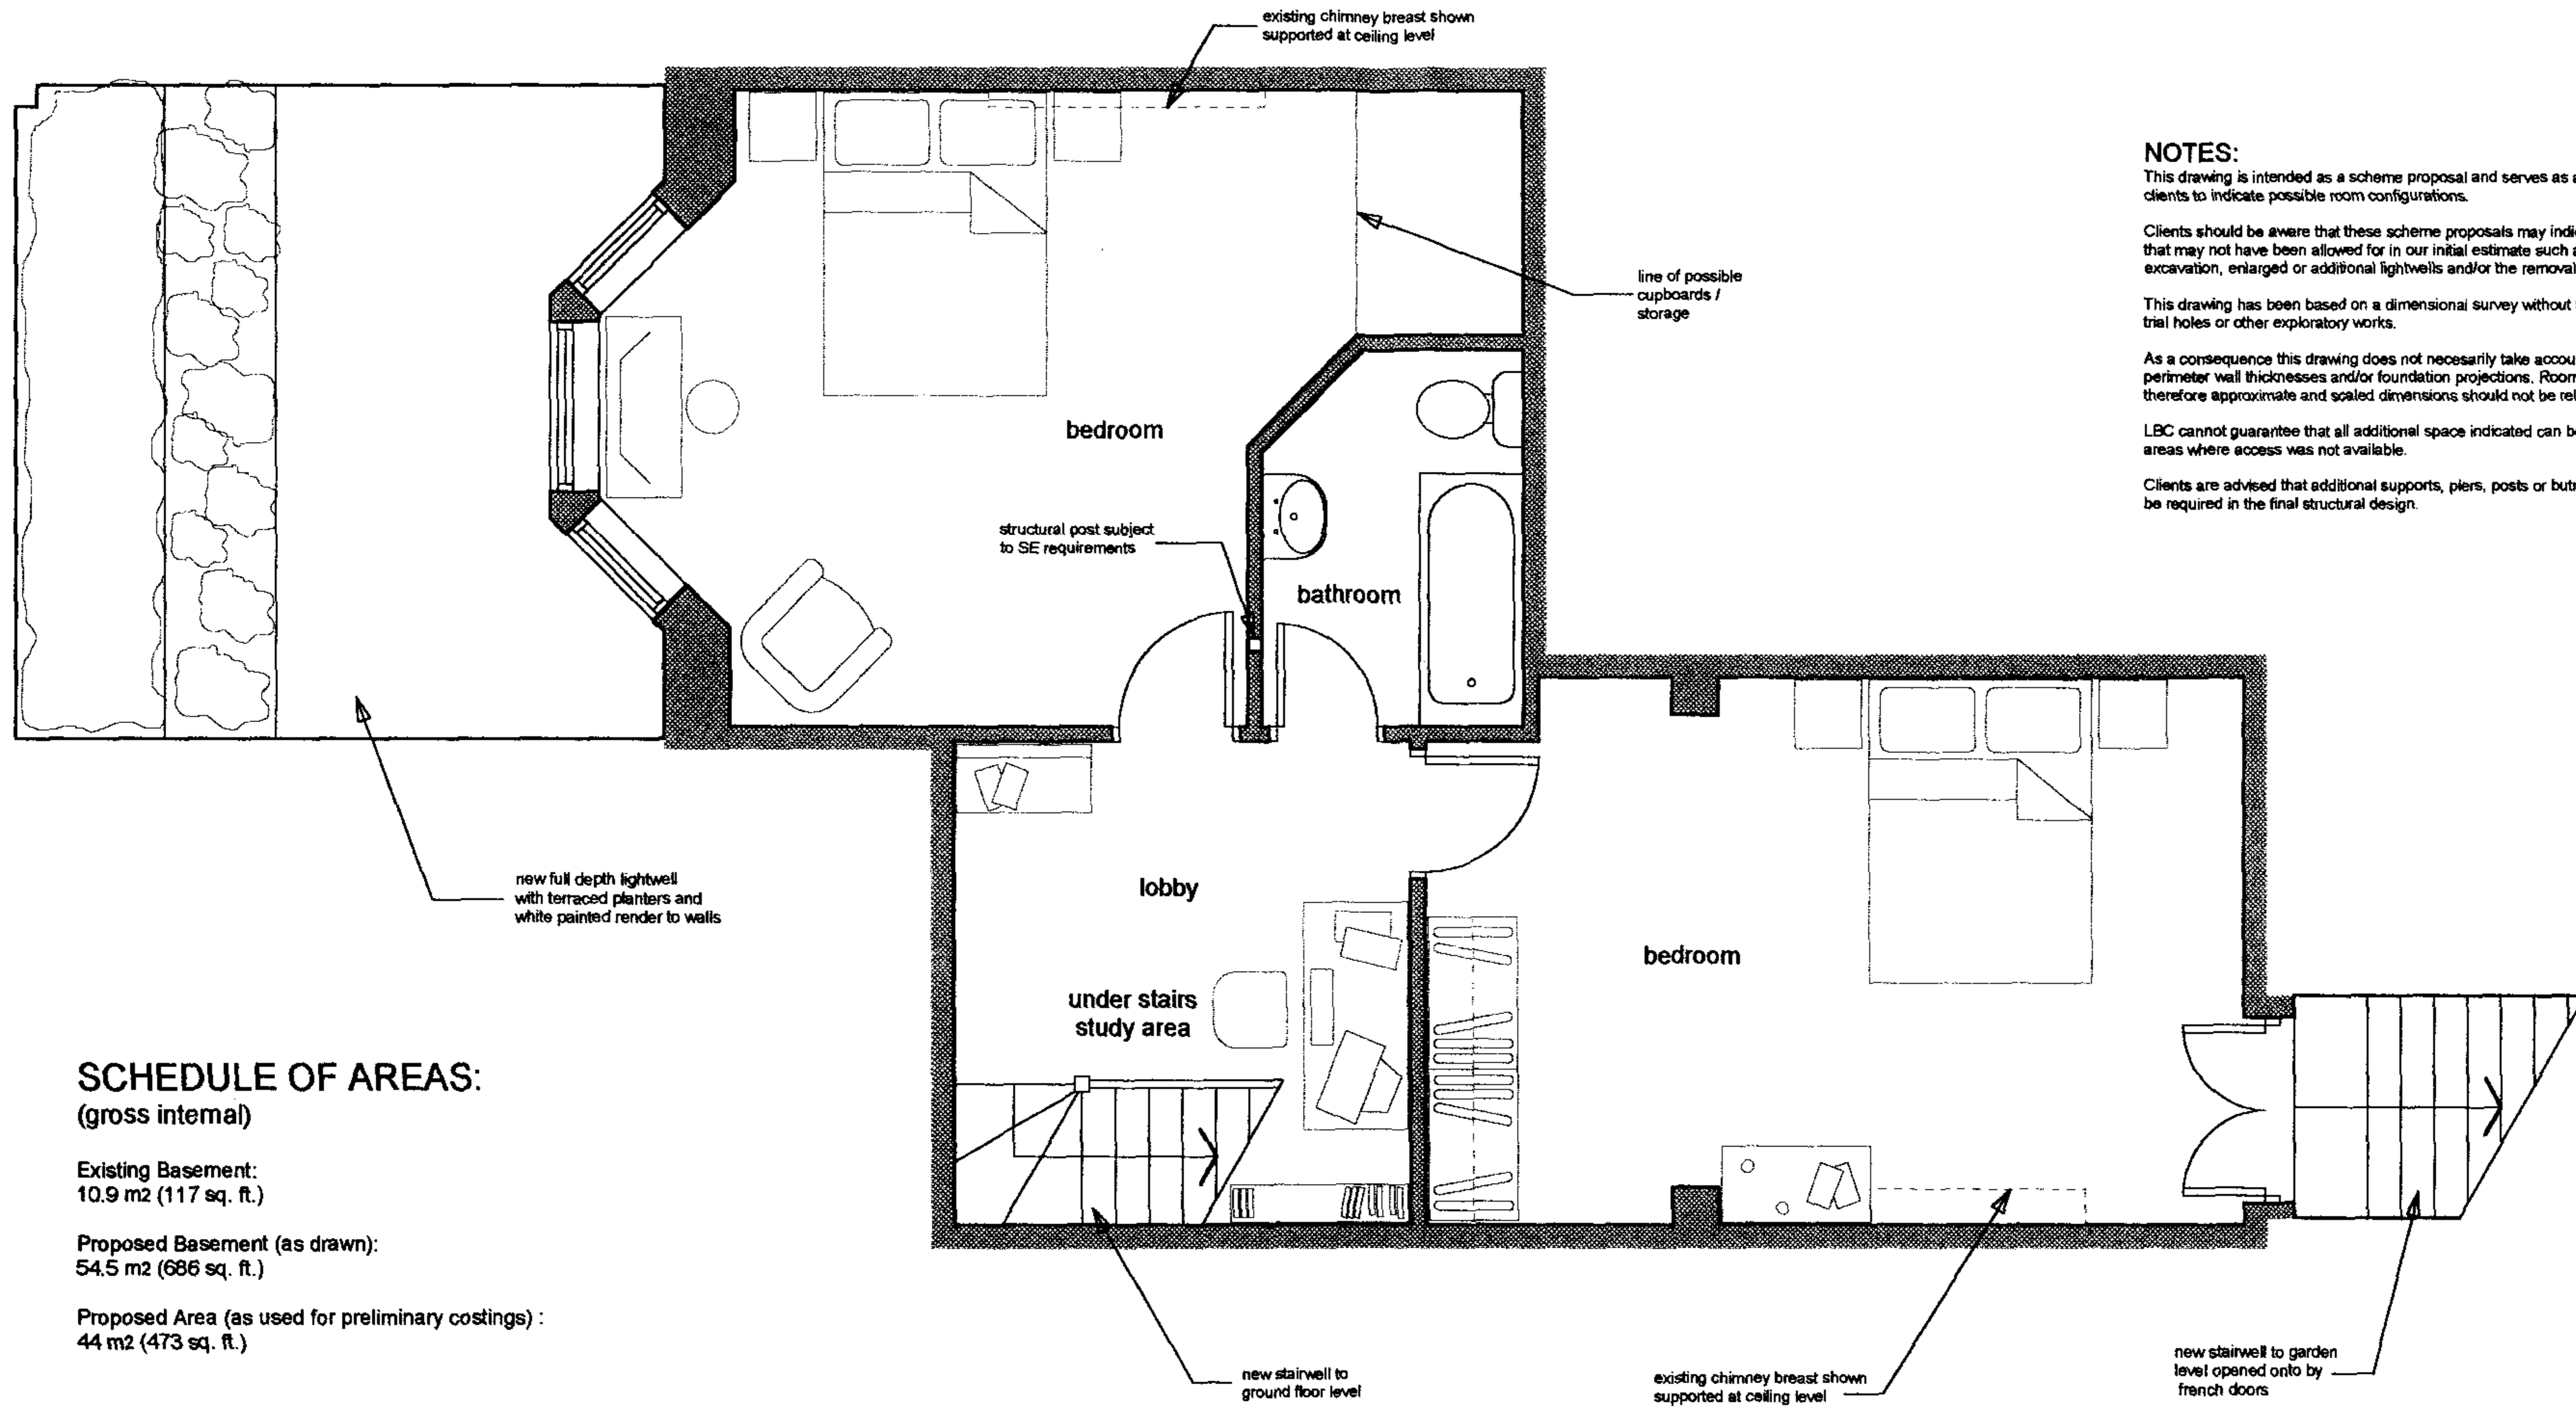 existing chimney breast shown
supported at ceiling level
NOTES:
This drawing is intended as a scheme proposal and serves as
clients to indicate possible room configurations.
Clients should be aware that these scheme proposals may
that may not have been allowed for in our initial estimate such
excavation, enlarged or additional lightwells and/or the removal
This drawing has been based on a dimensional survey without
trial holes or other exploratory works.
As a consequence this drawing does not necesarily take
perimeter wall thicknesses and/or foundation projections. Room
therefore approximate and scaled dimensions should not be
LBC cannot guarantee that all additional space indicated can
areas where access was not available.
Clients are advised that additional supports, piers, posts or
be required in the final structural design.
line of possible
cupboards /
storage
bedroom
structural post subject
to SE requirements
bathroom
new full depth lightwell
with terraced planters and
white painted render to walls
lobby
bedroom
under stairs
study area
SCHEDULE OF AREAS:
(gross internal)
Existing Basement:
10.9 m2 (117 sq. ft.)
Proposed Basement (as drawn):
54.5 m2 (686 sq. ft.)
Proposed Area (as used for preliminary costings) :
44 m2 (473 sq. ft.)
new stairwell to
ground floor level
existing chimney breast shown
supported at ceiling level
new stairwell to garden
level opened onto by
french doors